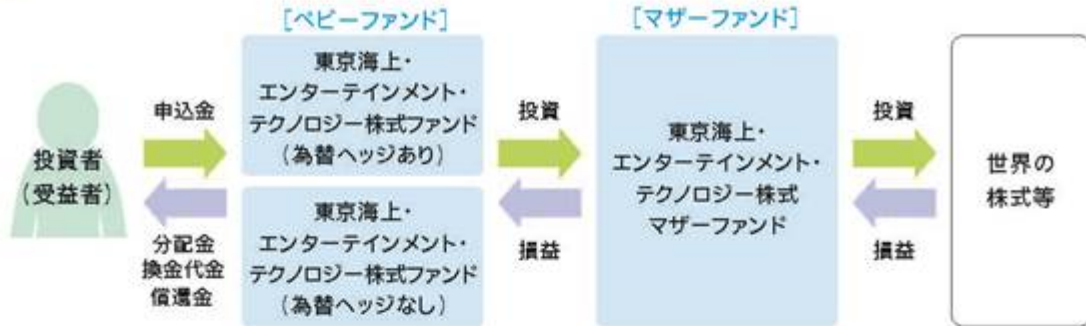 [ベビーファンド]
[マザーファンド]
投資者
(受益者)
申込金
分配金
換金代金
償還金
東京海上・
エンターテインメント・
テクノロジー株式ファンド
(為替ヘッジあり)
東京海上・
エンターテインメント・
テクノロジー株式ファンド
(為替ヘッジなし)
投資
損益
東京海上・
エンターテインメント・
テクノロジー株式
マザーファンド
投資
損益
世界の
株式等